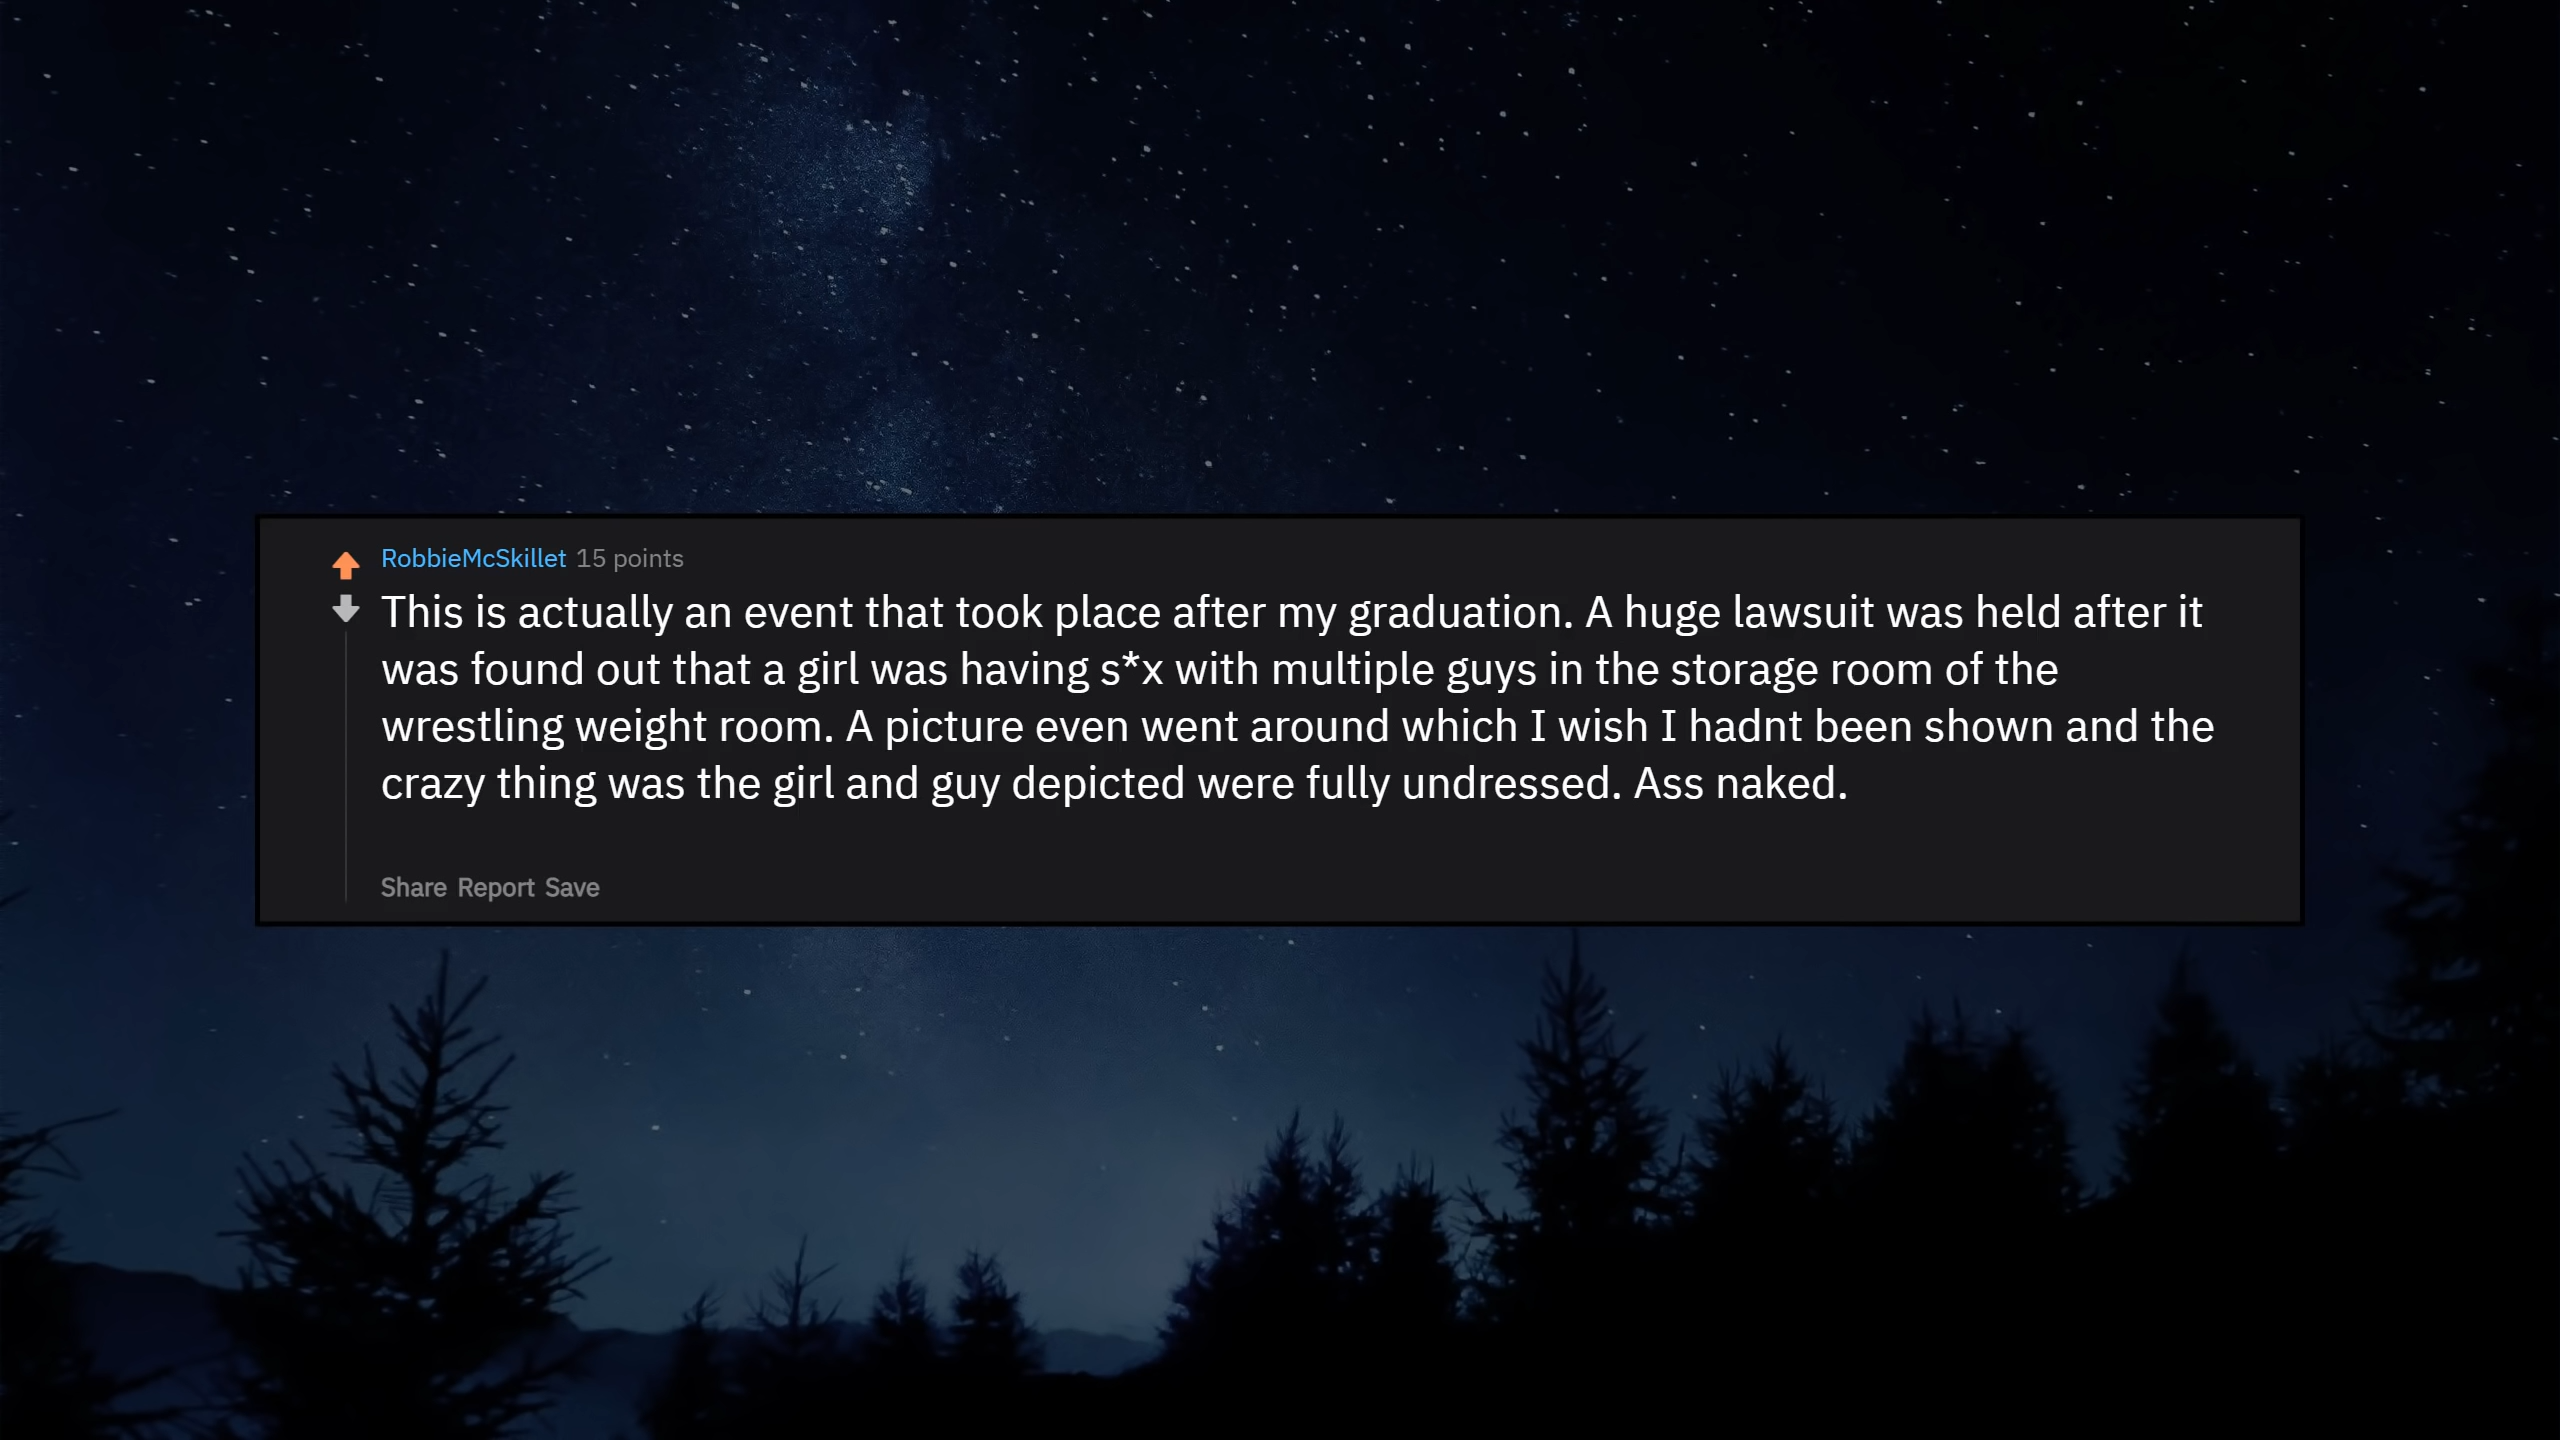 RobbieMcSkillet 15 points
This is actually an event that took place after my graduation. A huge lawsuit was held after it
was found out that a girl was having s*x with multiple guys in the storage room of the
wrestling weight room. A picture even went around which I wish I hadnt been shown and the
crazy thing was the girl and guy depicted were fully undressed. Ass naked.
Share Report Save